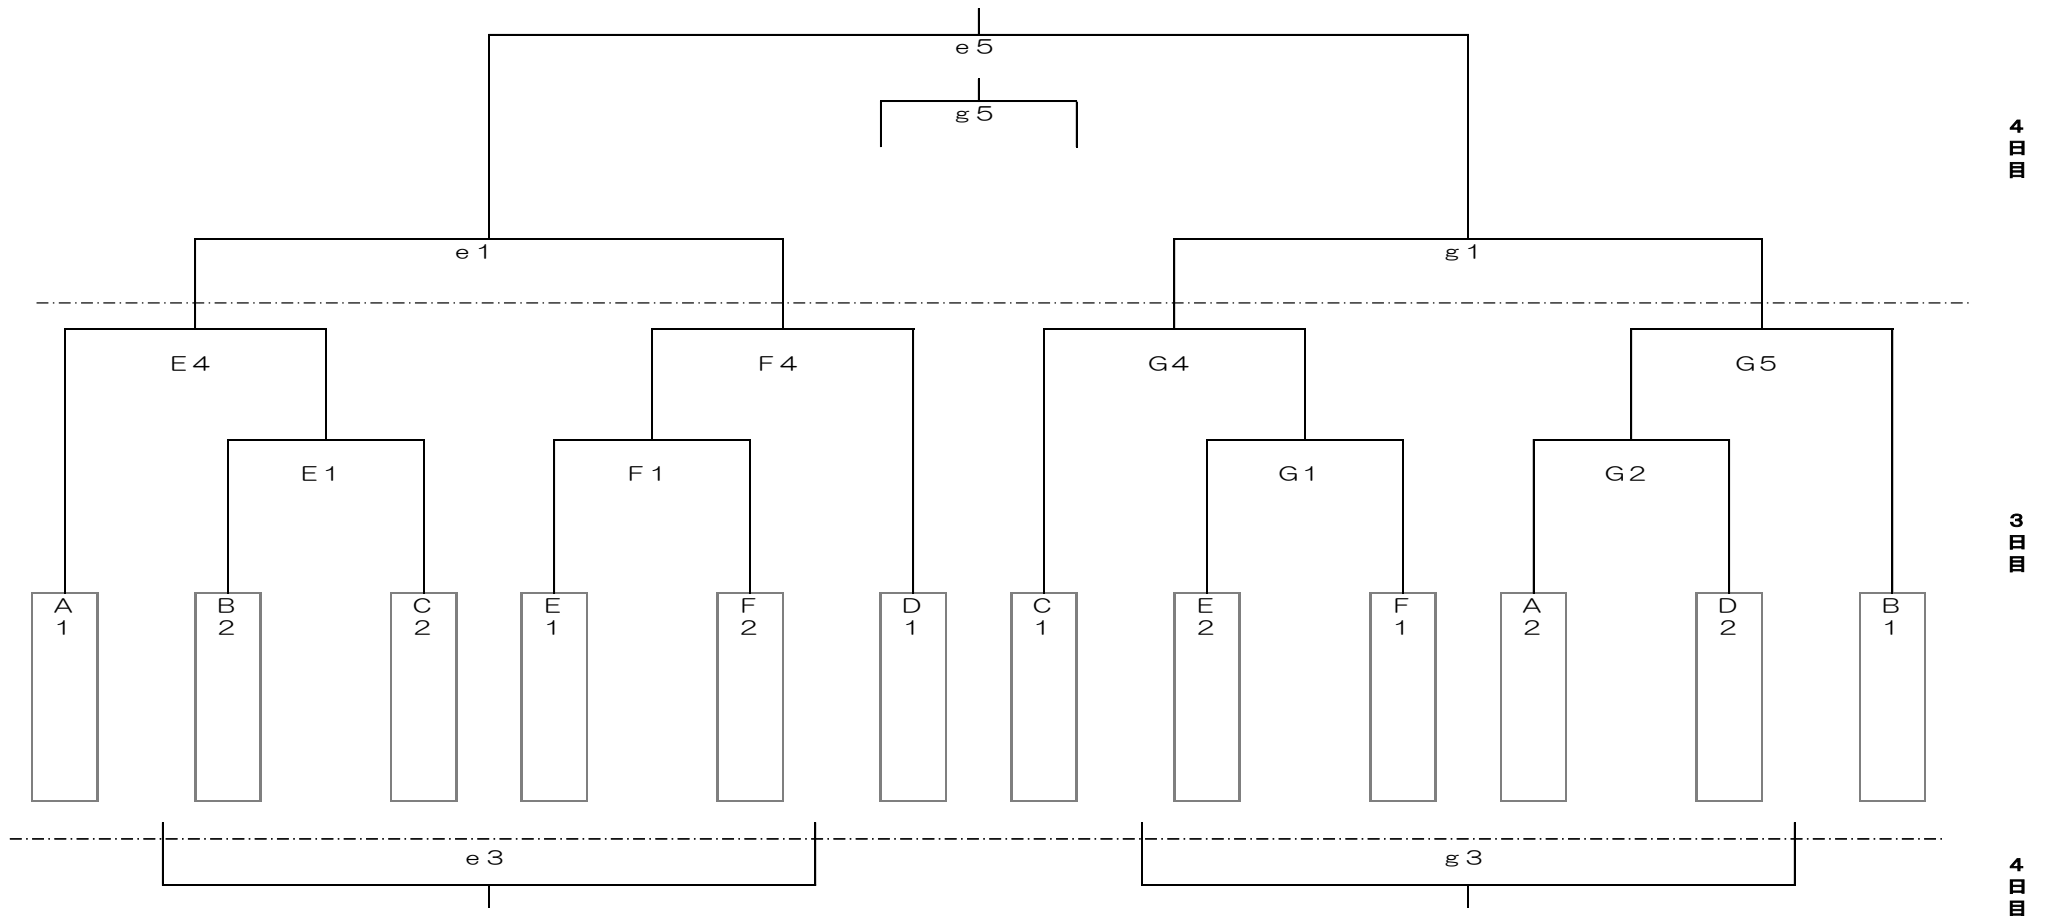 ｅ５
ｇ５
４日目
ｅ１
ｇ１
Ｅ４
Ｆ４
Ｇ４
Ｇ５
Ｅ１
Ｆ１
Ｇ１
Ｇ２
３日目
Ａ１
Ｂ２
Ｃ２
Ｅ１
Ｆ２
Ｄ１
Ｃ１
Ｅ２
Ｆ１
Ａ２
Ｄ２
Ｂ１
ｅ３
ｇ３
４日目